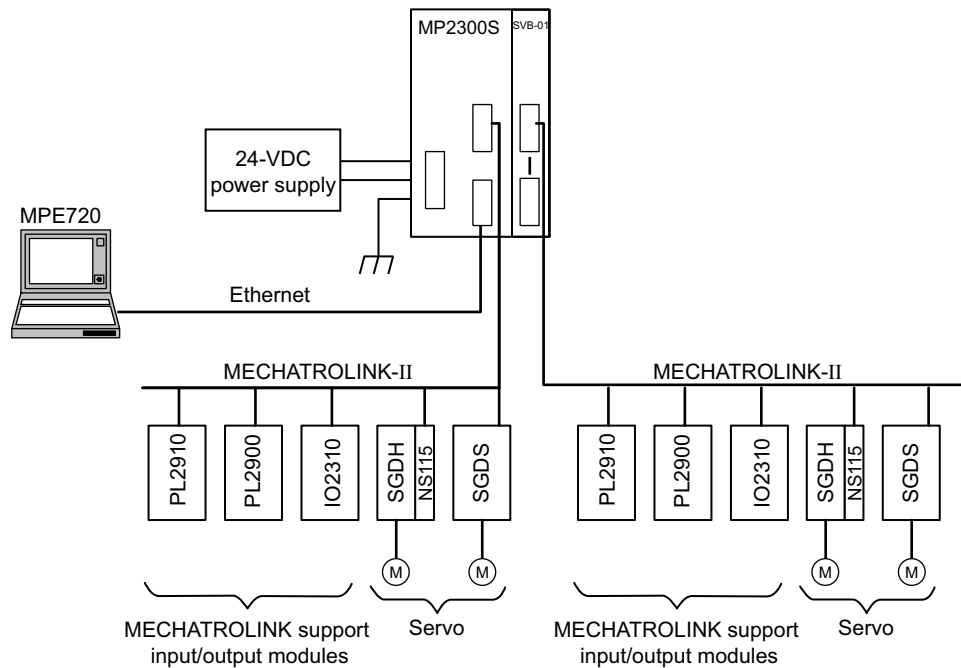 MP2300S
SVB-01
24-VDC
power supply
MPE720
Ethernet
MECHATROLINK-II
MECHATROLINK-II
PL2910
PL2900
IO2310
SGDH
NS115
SGDS
PL2910
PL2900
IO2310
SGDH
NS115
SGDS
M
M
M
M
MECHATROLINK support
input/output modules
Servo
MECHATROLINK support
input/output modules
Servo